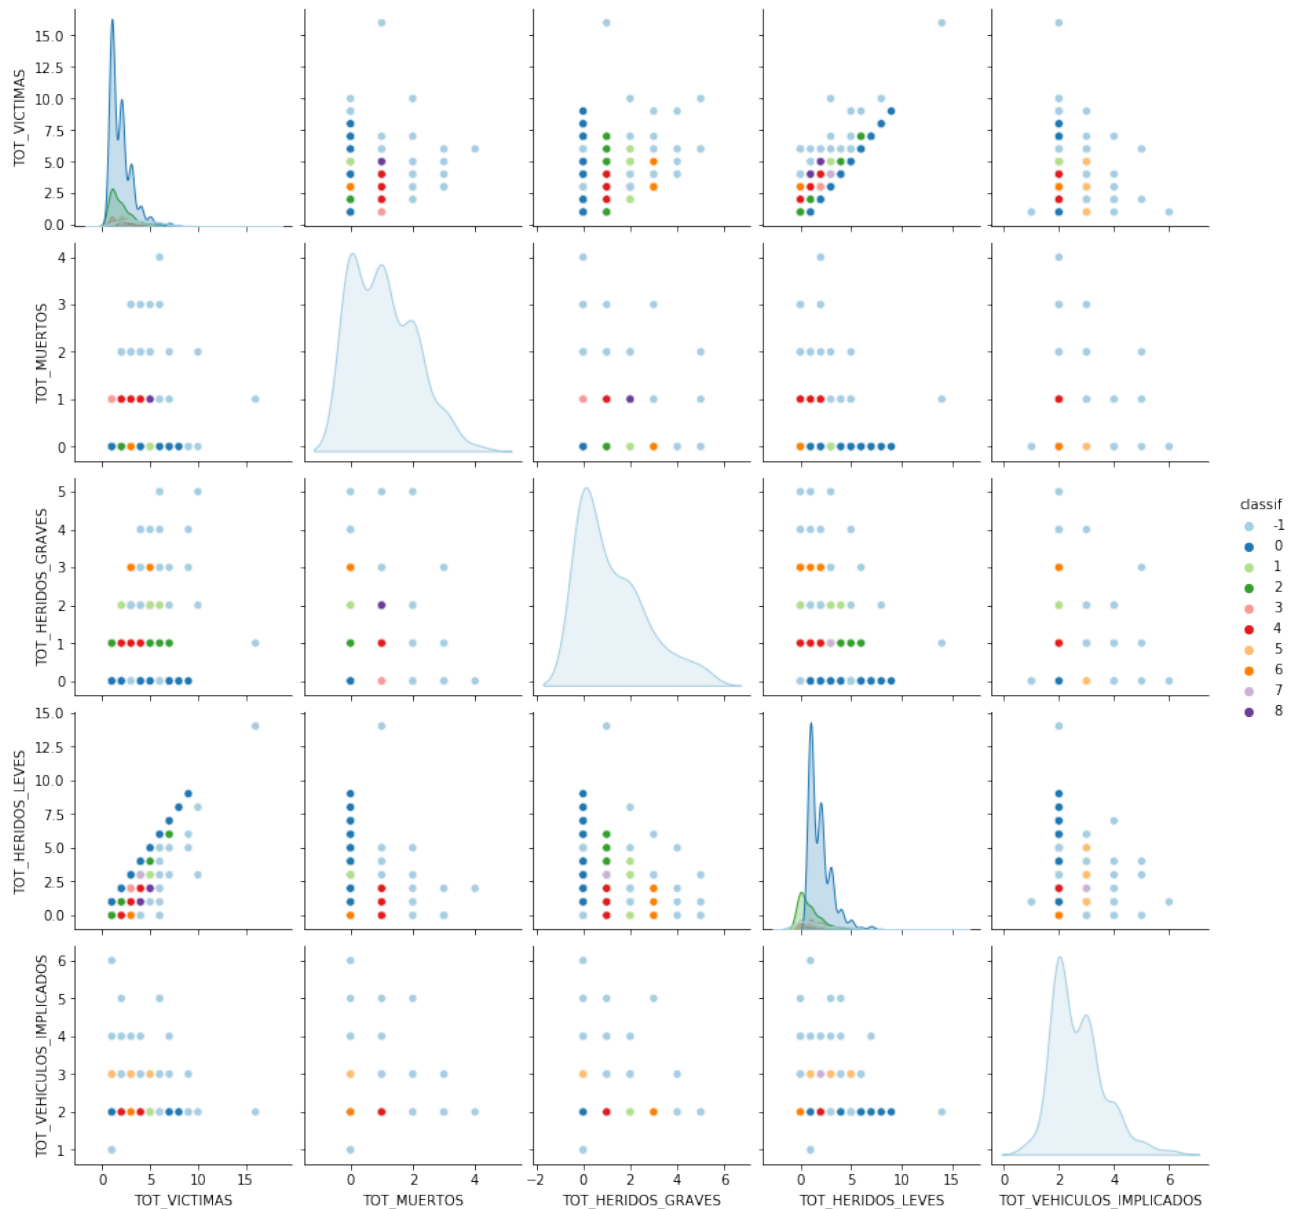 TOT_VICTIMAS
15.0
12.5
10.0
7.5
5.0
2.5
0.0
TOT_MUERTOS
4
3
2
1
0
TOT_HERIDOS_GRAVES
5
4
3
2
1
0
classif
-1
0
1
2
3
4
5
6
7
8
TOT_HERIDOS_LEVES
15.0
12.5
10.0
7.5
5.0
2.5
0.0
TOT_VEHICULOS_IMPLICADOS
6
5
4
3
2
1
0 5 10 15
TOT_VICTIMAS
0 2 4
TOT_MUERTOS
−2 0 2 4 6
TOT_HERIDOS_GRAVES
0 5 10 15
TOT_HERIDOS_LEVES
0 2 4 6
TOT_VEHICULOS_IMPLICADOS